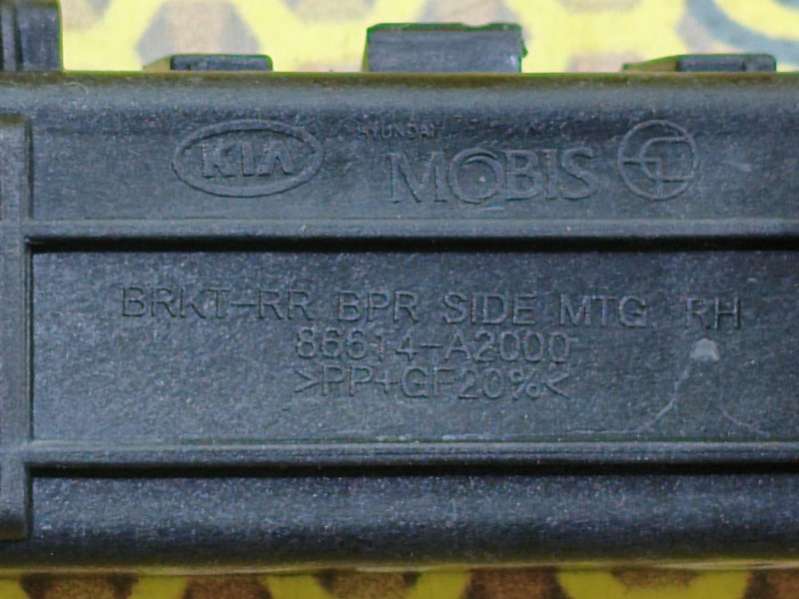 KIA HYUNDAI MOBIS
BRKT-RR BPR SIDE MTG, RH
86614-A2000
>PP+GF20%<